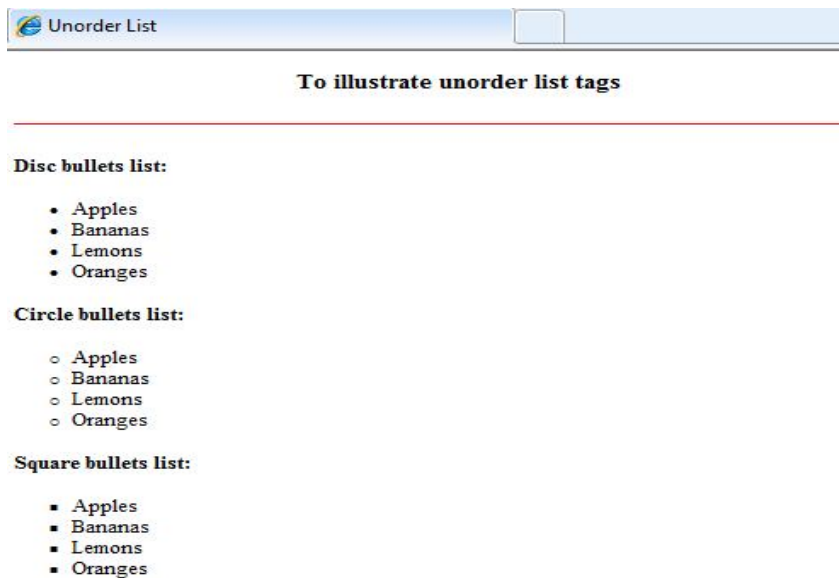 Unorder List
To illustrate unorder list tags
Disc bullets list:
• Apples
• Bananas
• Lemons
• Oranges
Circle bullets list:
○ Apples
○ Bananas
○ Lemons
○ Oranges
Square bullets list:
▪ Apples
▪ Bananas
▪ Lemons
▪ Oranges